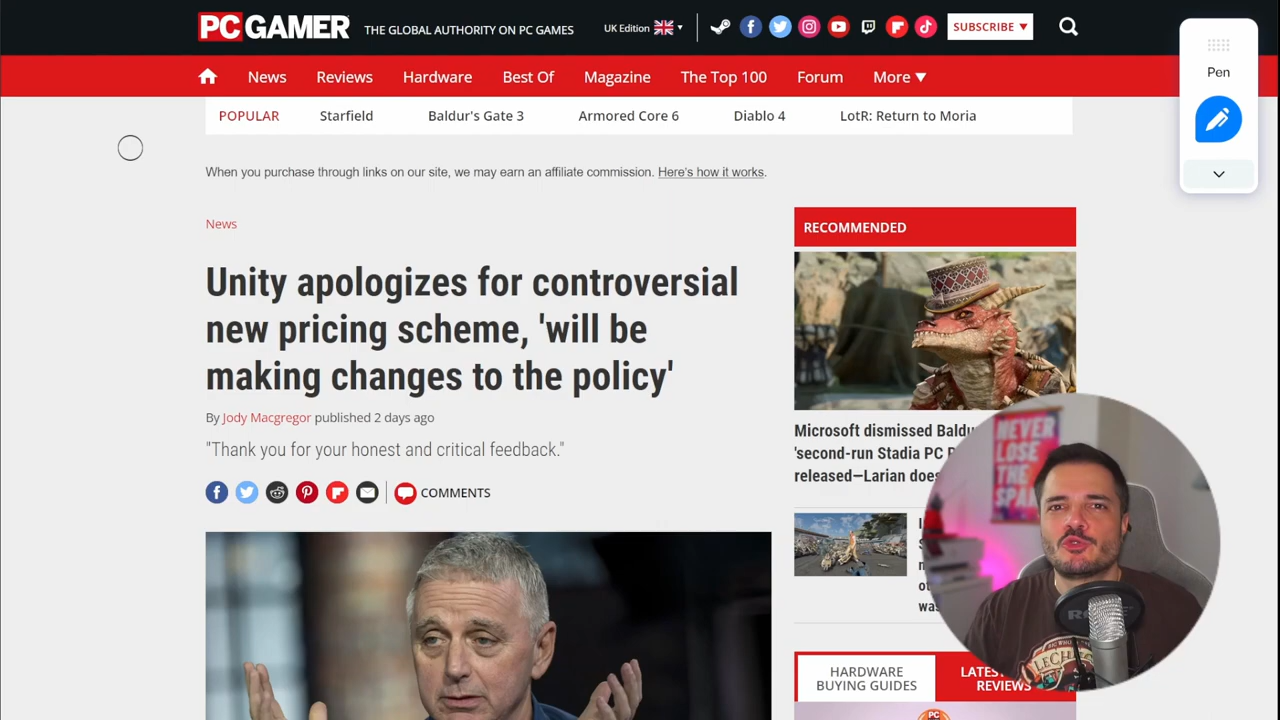 PC GAMER THE GLOBAL AUTHORITY ON PC GAMES UK Edition SUBSCRIBE
Pen
News Reviews Hardware Best Of Magazine The Top 100 Forum More
POPULAR Starfield Baldur's Gate 3 Armored Core 6 Diablo 4 LotR: Return to Moria
When you purchase through links on our site, we may earn an affiliate commission. Here's how it works.
News
Unity apologizes for controversial
new pricing scheme, 'will be
making changes to the policy'
By Jody Macgregor published 2 days ago
"Thank you for your honest and critical feedback."
COMMENTS
RECOMMENDED
Microsoft dismissed
'second-run Stadia PC
released—Larian
was
HARDWARE
BUYING GUIDES
REVIEWS
NEVER
LOSE
THE